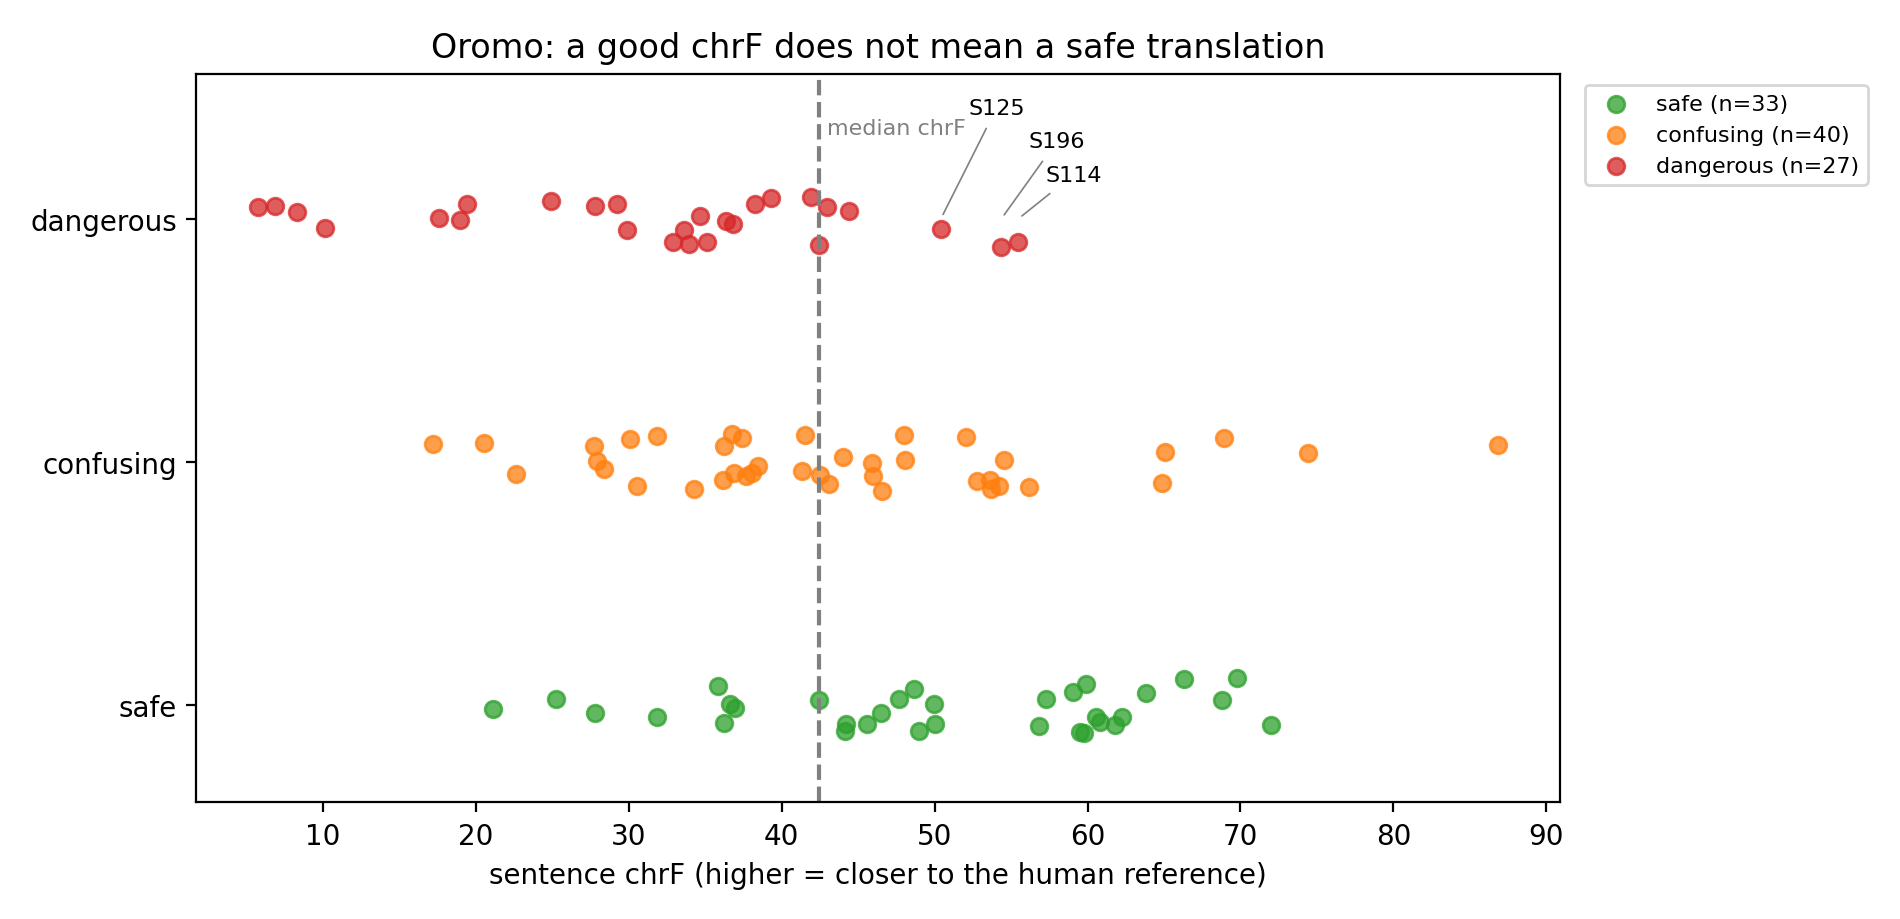 Oromo: a good chrF does not mean a safe translation
S125
median chrF
S196
S114
safe (n=33)
confusing (n=40)
dangerous (n=27)
dangerous
confusing
safe
10 20 30 40 50 60 70 80 90
sentence chrF (higher = closer to the human reference)